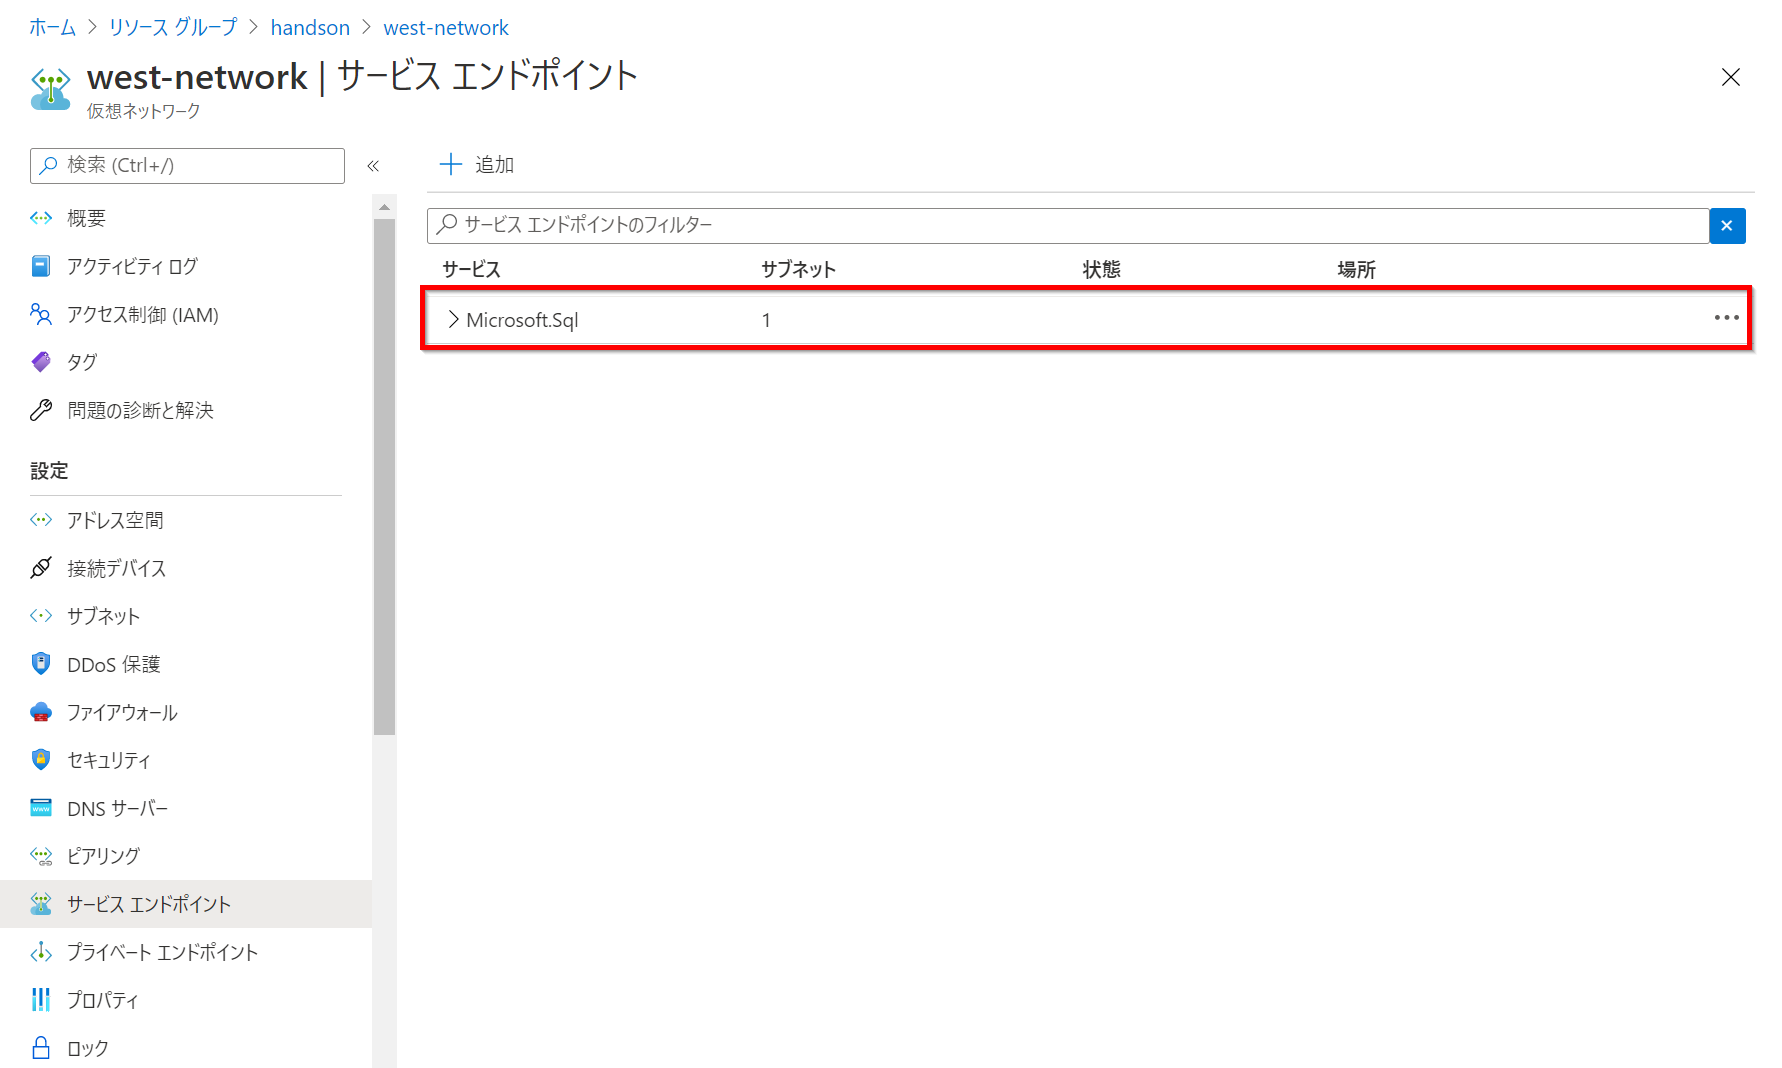 ホーム > リソース グループ > handson > west-network
west-network | サービス エンドポイント
仮想ネットワーク
検索 (Ctrl+/)
«
概要
アクティビティ ログ
アクセス制御 (IAM)
タグ
問題の診断と解決
設定
アドレス空間
接続デバイス
サブネット
DDoS 保護
ファイアウォール
セキュリティ
DNS サーバー
ピアリング
サービス エンドポイント
プライベート エンドポイント
プロパティ
ロック
追加
サービス エンドポイントのフィルター
サービス サブネット 状態 場所
Microsoft.Sql 1